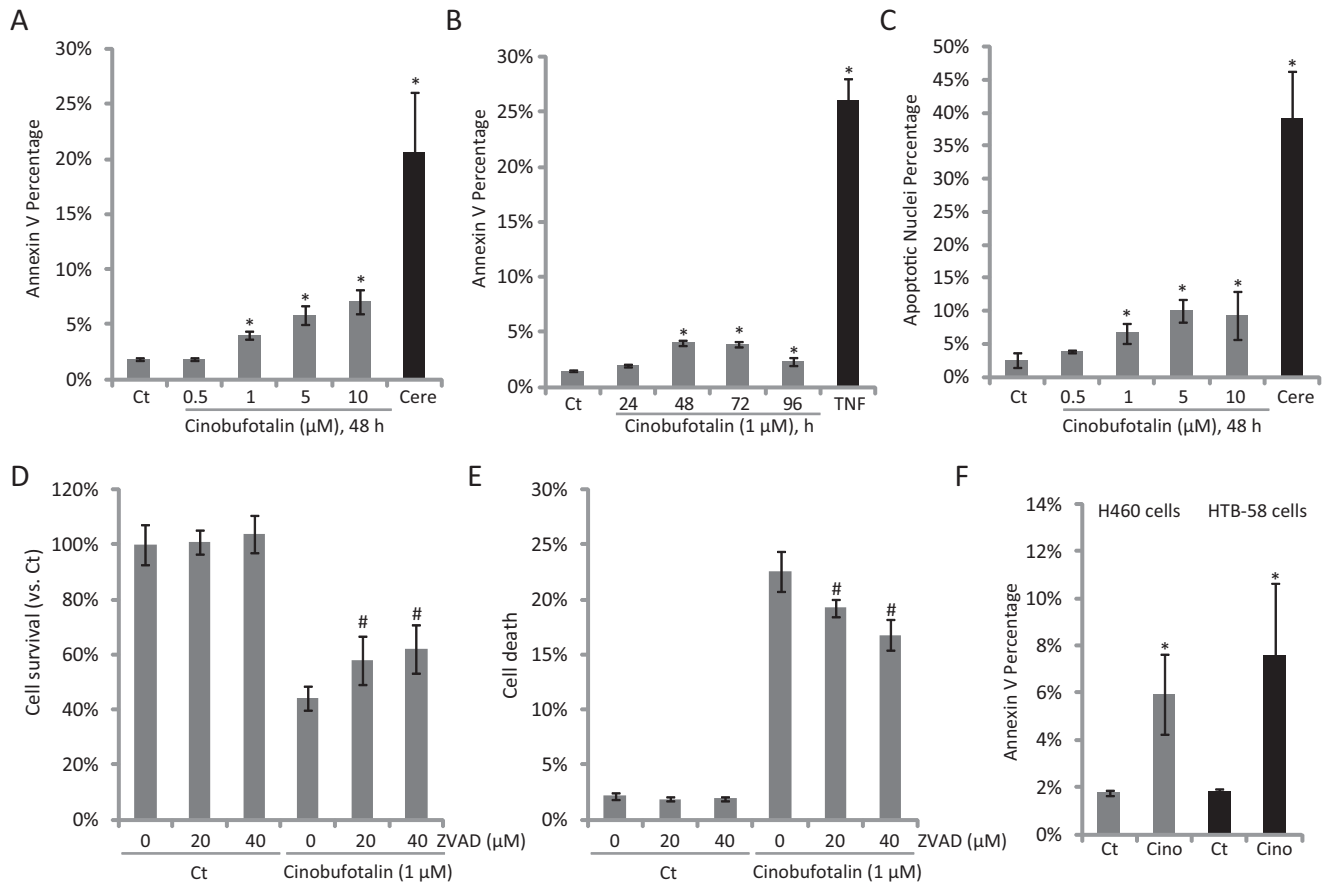 A
Annexin V Percentage
30%
25%
20%
15%
10%
5%
0%
*
*
*
*
Ct 0.5 1 5 10 Cere
Cinobufotalin (μM), 48 h
B
Annexin V Percentage
30%
25%
20%
15%
10%
5%
0%
*
*
*
*
Ct 24 48 72 96 TNF
Cinobufotalin (1 μM), h
C
Apoptotic Nuclei Percentage
50%
45%
40%
35%
30%
25%
20%
15%
10%
5%
0%
*
*
*
*
Ct 0.5 1 5 10 Cere
Cinobufotalin (μM), 48 h
D
Cell survival (vs. Ct)
120%
100%
80%
60%
40%
20%
0%
# #
0 20 40 0 20 40 ZVAD (μM)
Ct Cinobufotalin (1 μM)
E
Cell death
30%
25%
20%
15%
10%
5%
0%
#
#
0 20 40 0 20 40 ZVAD (μM)
Ct Cinobufotalin (1 μM)
F
Annexin V Percentage
14%
12%
10%
8%
6%
4%
2%
0%
H460 cells HTB-58 cells
*
*
Ct Cino Ct Cino